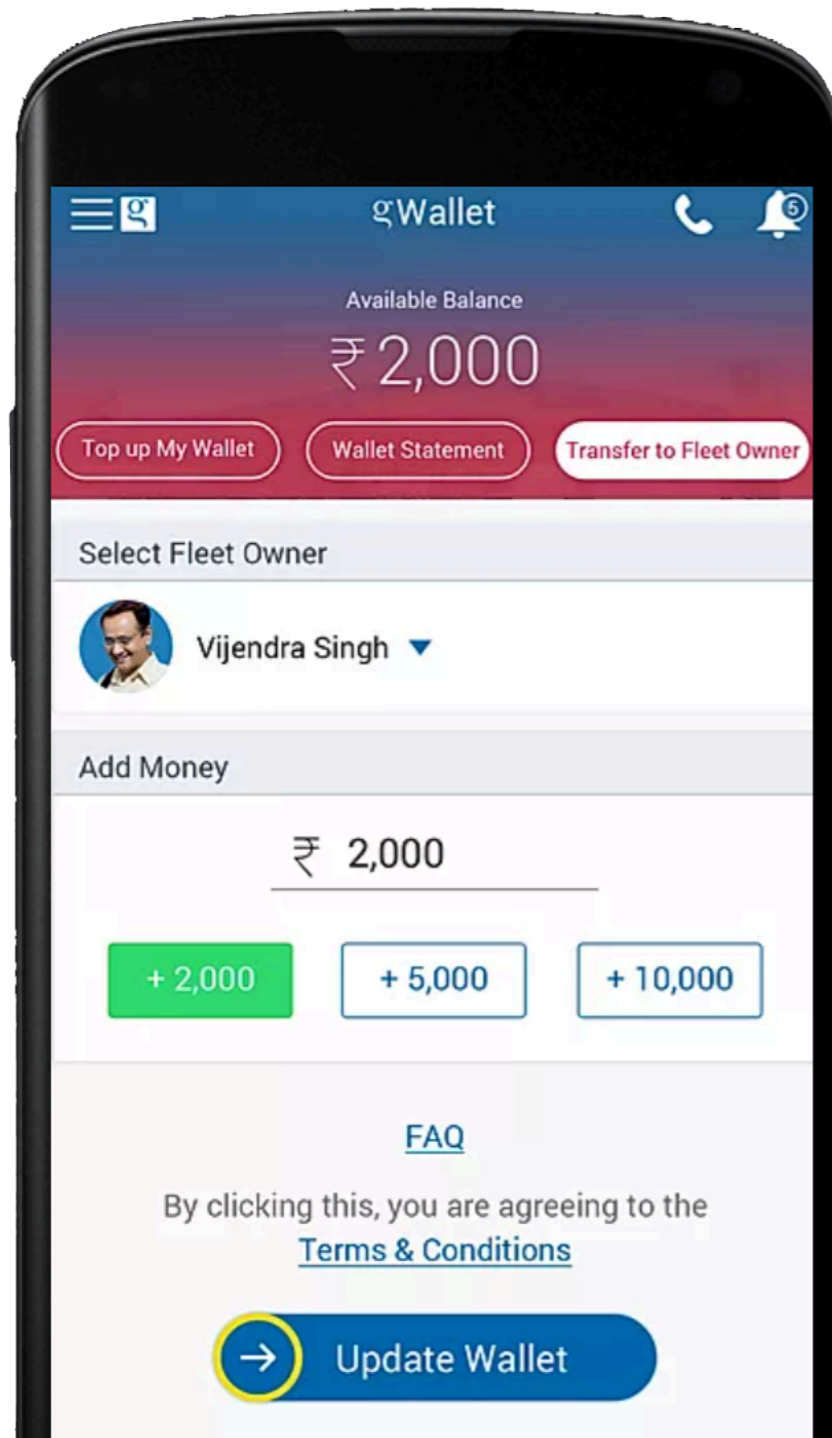 g
gWallet
5
Available Balance
₹ 2,000
Top up My Wallet
Wallet Statement
Transfer to Fleet Owner
Select Fleet Owner
Vijendra Singh
Add Money
₹ 2,000
+ 2,000
+ 5,000
+ 10,000
FAQ
By clicking this, you are agreeing to the
Terms & Conditions
Update Wallet